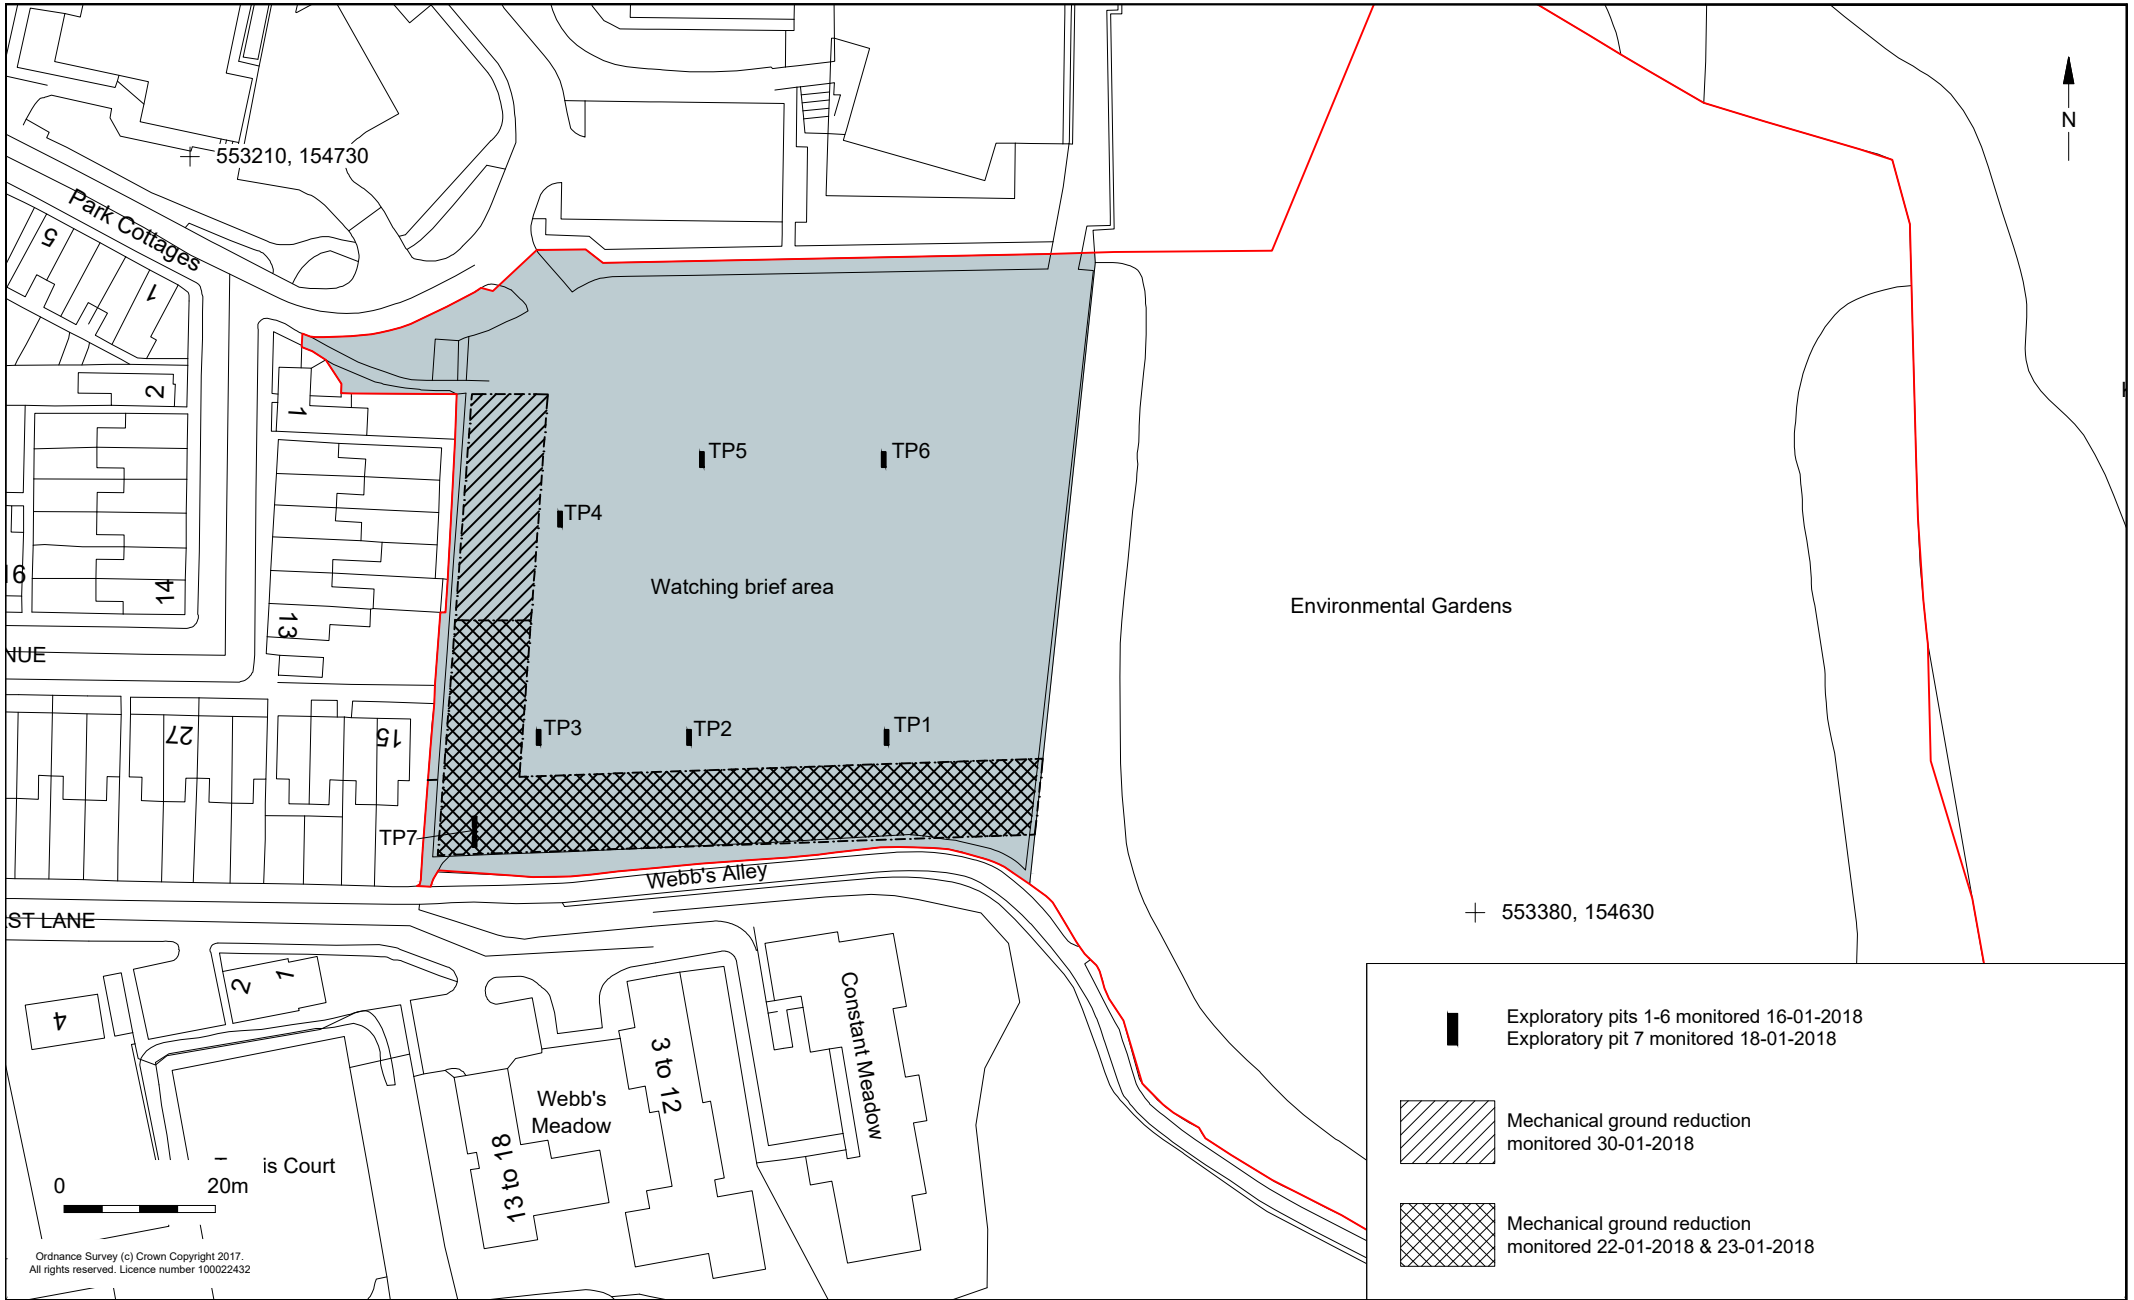 N
553210, 154730
Park Cottages
5
1
2
1
TP5
TP6
TP4
16
14
Watching brief area
Environmental Gardens
13
NUE
27
15
TP3
TP2
TP1
TP7
Webb's Alley
ST LANE
553380, 154630
1
2
4
Constant Meadow
3 to 12
Webb's
Meadow
13 to 18
is Court
0
20m
Ordnance Survey (c) Crown Copyright 2017.
All rights reserved. Licence number 100022432
Exploratory pits 1-6 monitored 16-01-2018
Exploratory pit 7 monitored 18-01-2018
Mechanical ground reduction
monitored 30-01-2018
Mechanical ground reduction
monitored 22-01-2018 & 23-01-2018